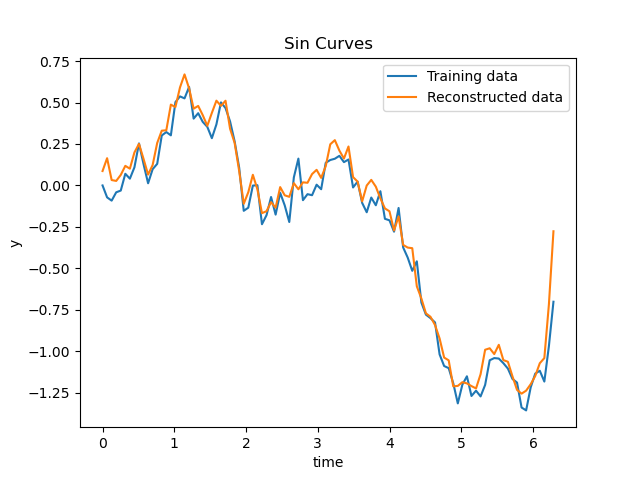 Sin Curves
Training data
Reconstructed data
0.75
0.50
0.25
0.00
−0.25
−0.50
−0.75
−1.00
−1.25
y
0 1 2 3 4 5 6
time